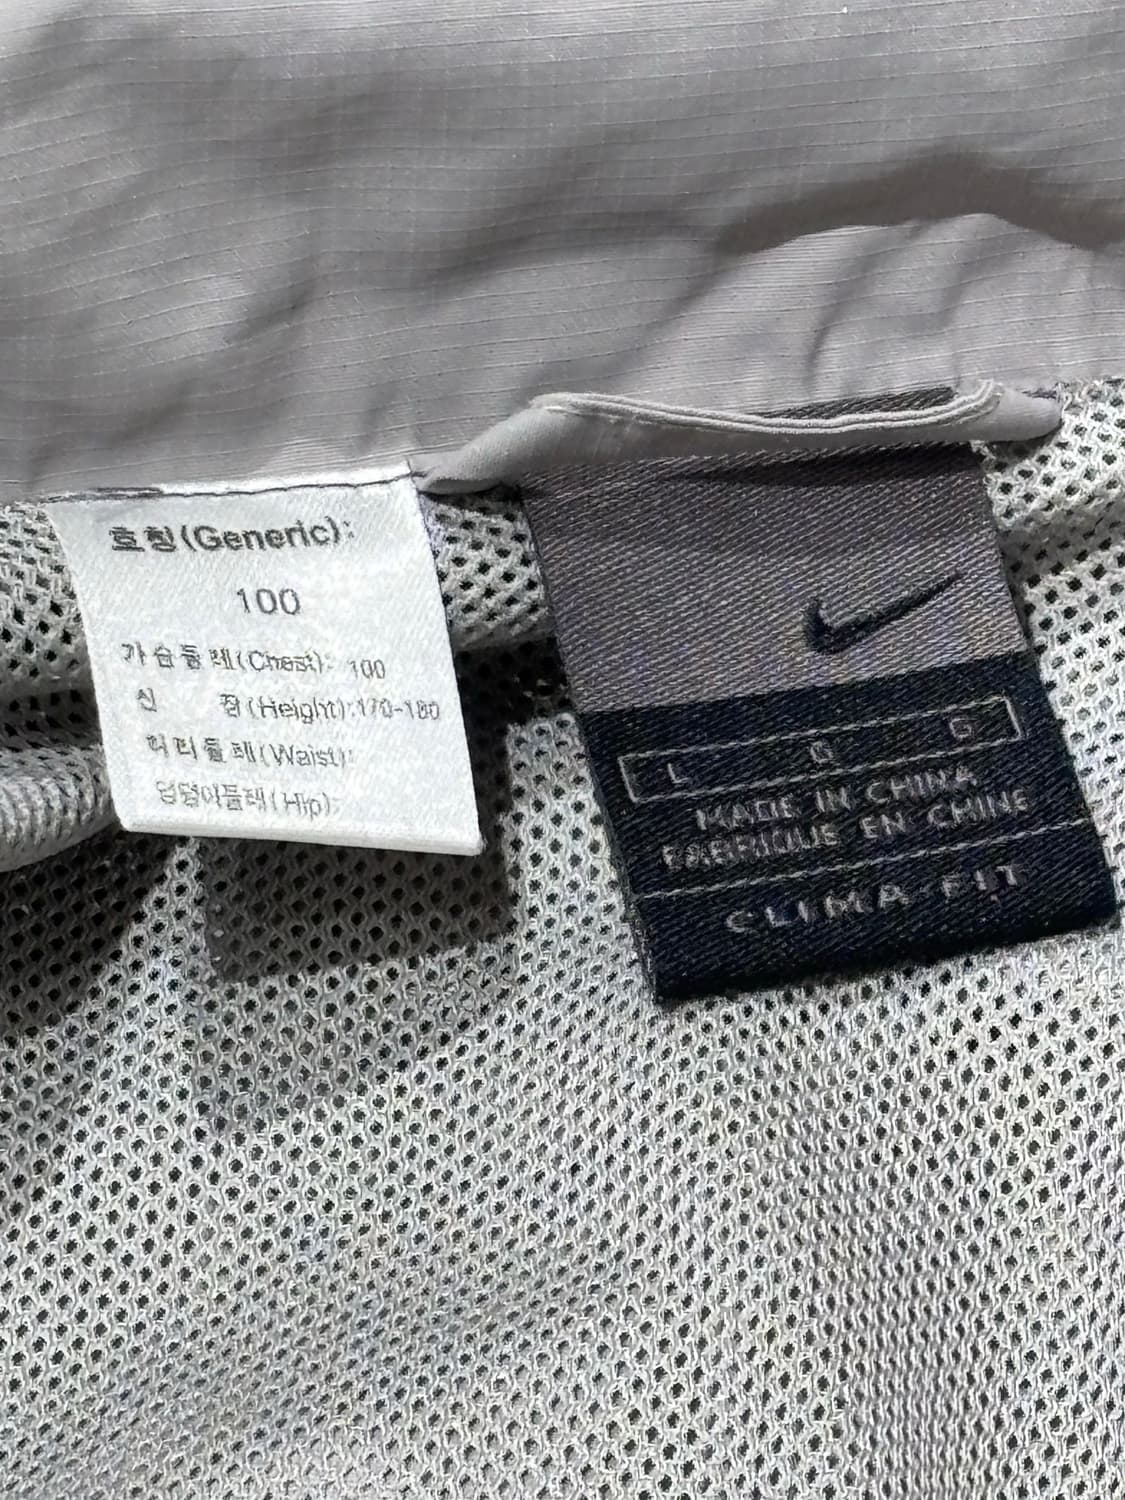 호칭(Generic):
100
가슴둘레(Chest): 100
신 장(Height):170-180
허리둘레(Waist):
엉덩이둘레(Hip):
L G G
MADE IN CHINA
FABRIQUE EN CHINE
CLIMA-FIT